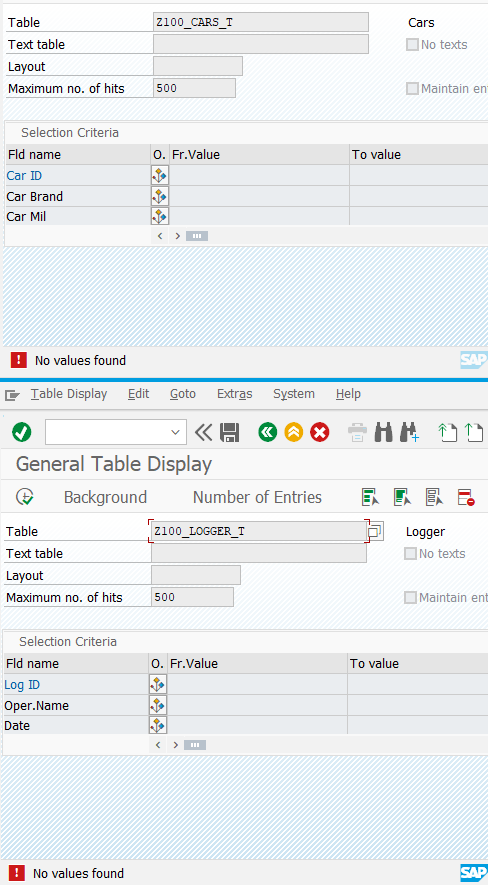 Table Z100_CARS_T Cars
Text table No texts
Layout
Maximum no. of hits 500 Maintain ent
Selection Criteria
Fld name O. Fr.Value To value
Car ID
Car Brand
Car Mil
No values found SAP
Table Display Edit Goto Extras System Help
General Table Display
Background Number of Entries
Table Z100_LOGGER_T Logger
Text table No texts
Layout
Maximum no. of hits 500 Maintain ent
Selection Criteria
Fld name O. Fr.Value To value
Log ID
Oper.Name
Date
No values found SAP